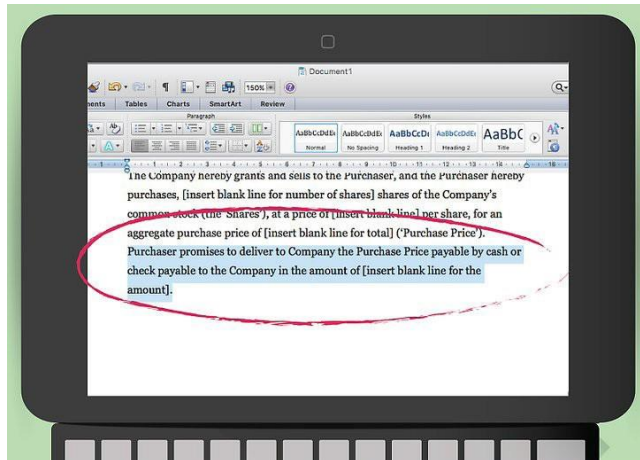 Document1
150%
Tables Charts SmartArt Review
Paragraph Styles
AaBbCcDdE AaBbCcDdE AaBbCcDt AaBbCcDdE AaBbC
Normal No Spacing Heading 1 Heading 2 Title
The Company hereby grants and sells to the Purchaser, and the Purchaser hereby
purchases, [insert blank line for number of shares] shares of the Company's
common stock (the 'Shares'), at a price of [insert blank line] per share, for an
aggregate purchase price of [insert blank line for total] ('Purchase Price').
Purchaser promises to deliver to Company the Purchase Price payable by cash or
check payable to the Company in the amount of [insert blank line for the
amount].